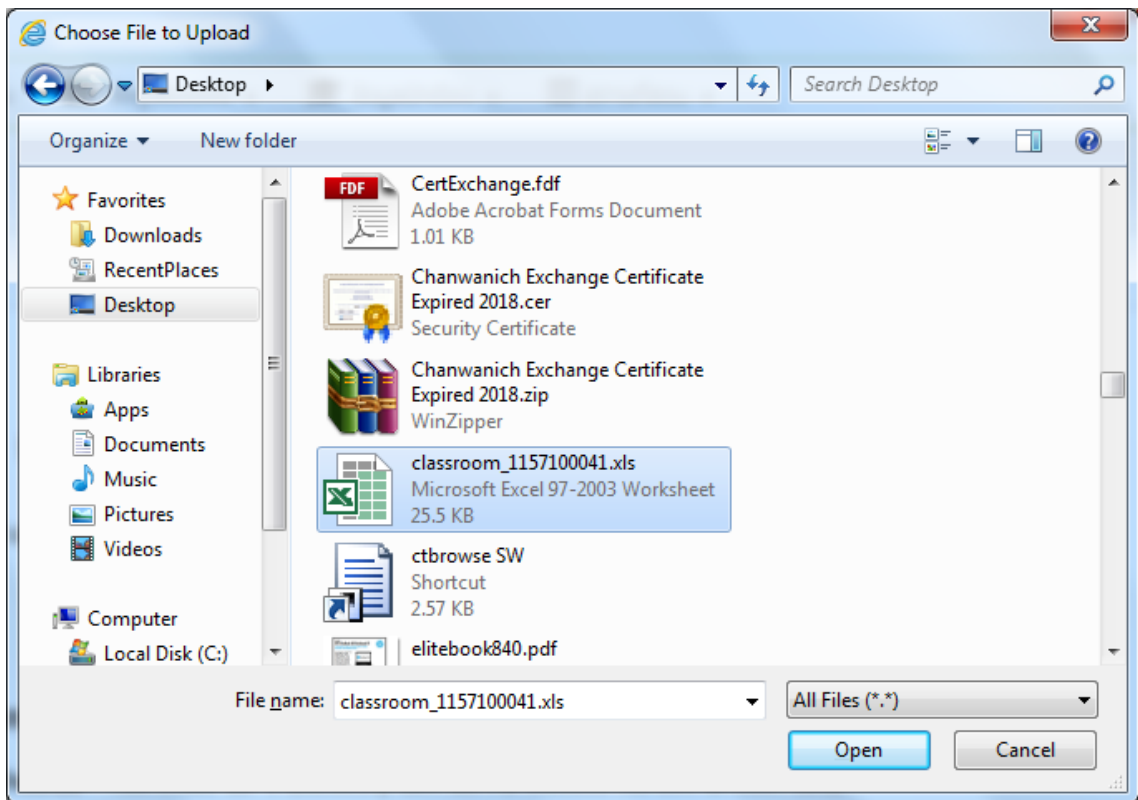 Choose File to Upload
Desktop
Search Desktop
Organize
New folder
Favorites
Downloads
RecentPlaces
Desktop
Libraries
Apps
Documents
Music
Pictures
Videos
Computer
Local Disk (C:)
FDF
CertExchange.fdf
Adobe Acrobat Forms Document
1.01 KB
Chanwanich Exchange Certificate
Expired 2018.cer
Security Certificate
Chanwanich Exchange Certificate
Expired 2018.zip
WinZipper
classroom_1157100041.xls
Microsoft Excel 97-2003 Worksheet
25.5 KB
ctbrowse SW
Shortcut
2.57 KB
elitebook840.pdf
File name: classroom_1157100041.xls
All Files (*.*)
Open
Cancel